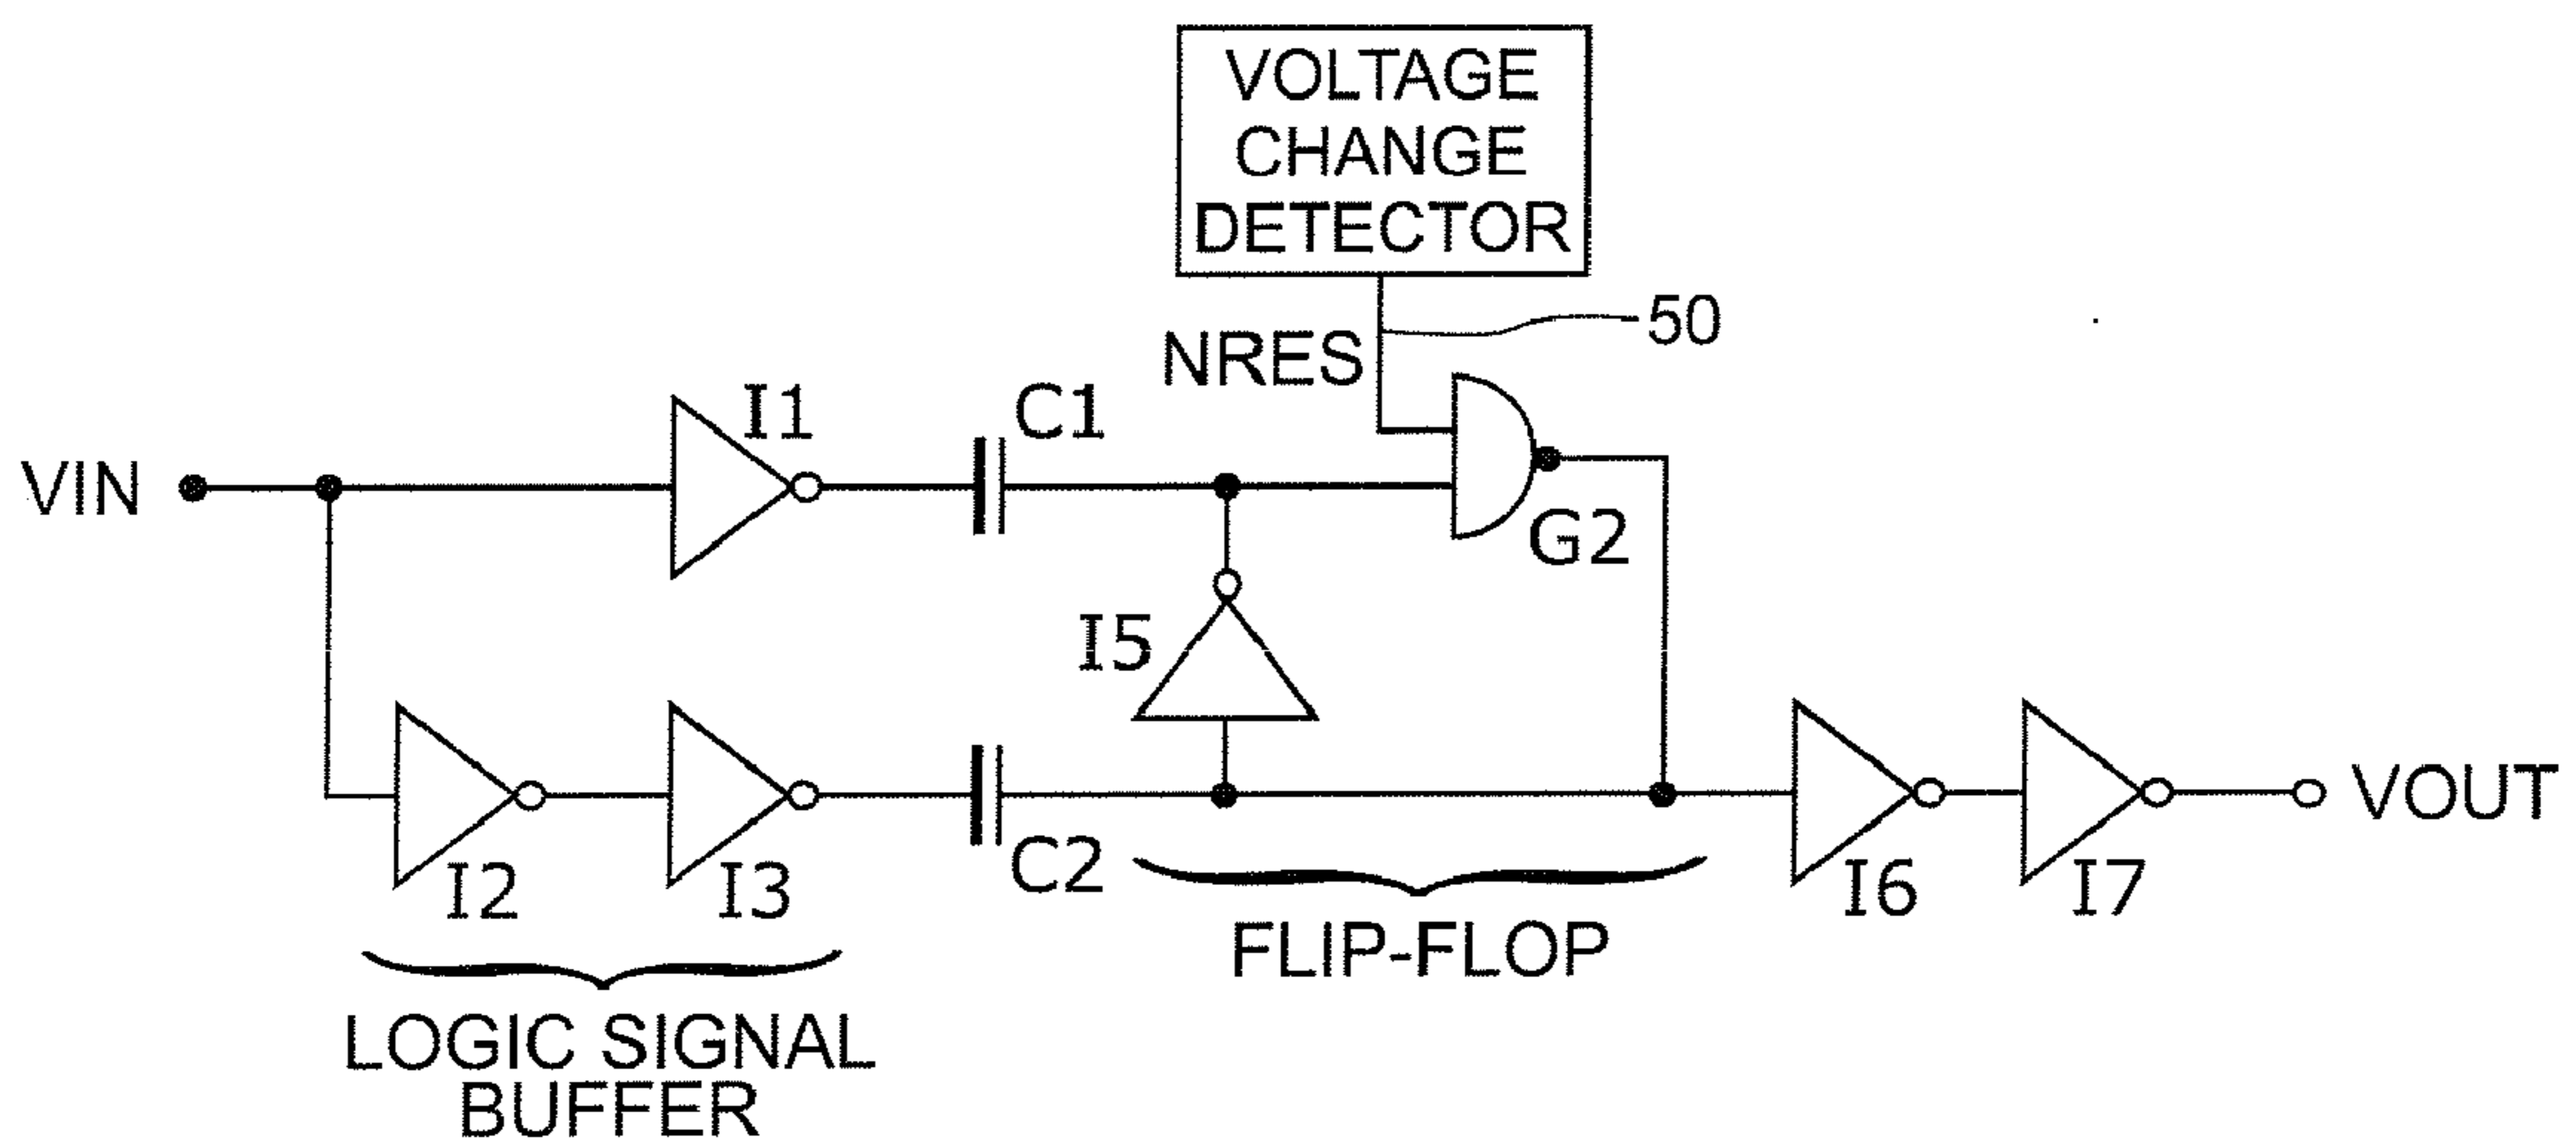 VOLTAGE
CHANGE
DETECTOR
50
NRES
I1
C1
VIN
G2
I5
VOUT
I2
I3
C2
I6
I7
FLIP-FLOP
LOGIC SIGNAL
BUFFER